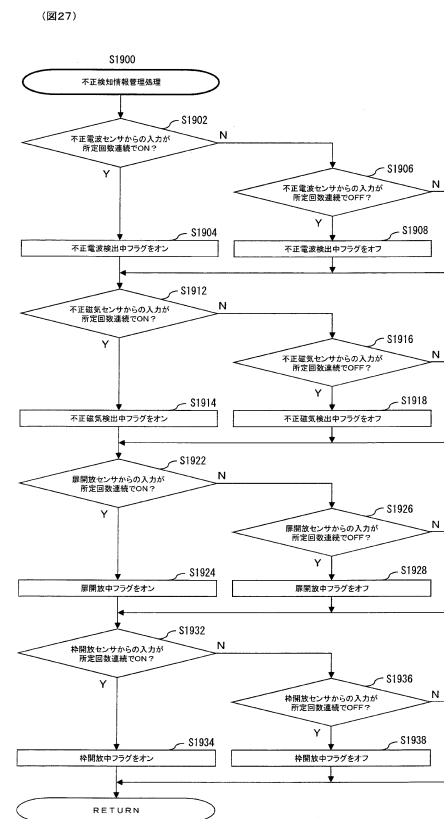 (図27)
S1900
不正検知情報管理処理
S1902
不正電波センサからの入力が
所定回数連続でON?
N
Y
S1906
不正電波センサからの入力が
所定回数連続でOFF?
N
Y
S1904
不正電波検出中フラグをオン
S1908
不正電波検出中フラグをオフ
S1912
不正磁気センサからの入力が
所定回数連続でON?
N
Y
S1916
不正磁気センサからの入力が
所定回数連続でOFF?
N
Y
S1914
不正磁気検出中フラグをオン
S1918
不正磁気検出中フラグをオフ
S1922
扉開放センサからの入力が
所定回数連続でON?
N
Y
S1926
扉開放センサからの入力が
所定回数連続でOFF?
N
Y
S1924
扉開放中フラグをオン
S1928
扉開放中フラグをオフ
S1932
枠開放センサからの入力が
所定回数連続でON?
N
Y
S1936
枠開放センサからの入力が
所定回数連続でOFF?
N
Y
S1934
枠開放中フラグをオン
S1938
枠開放中フラグをオフ
RETURN